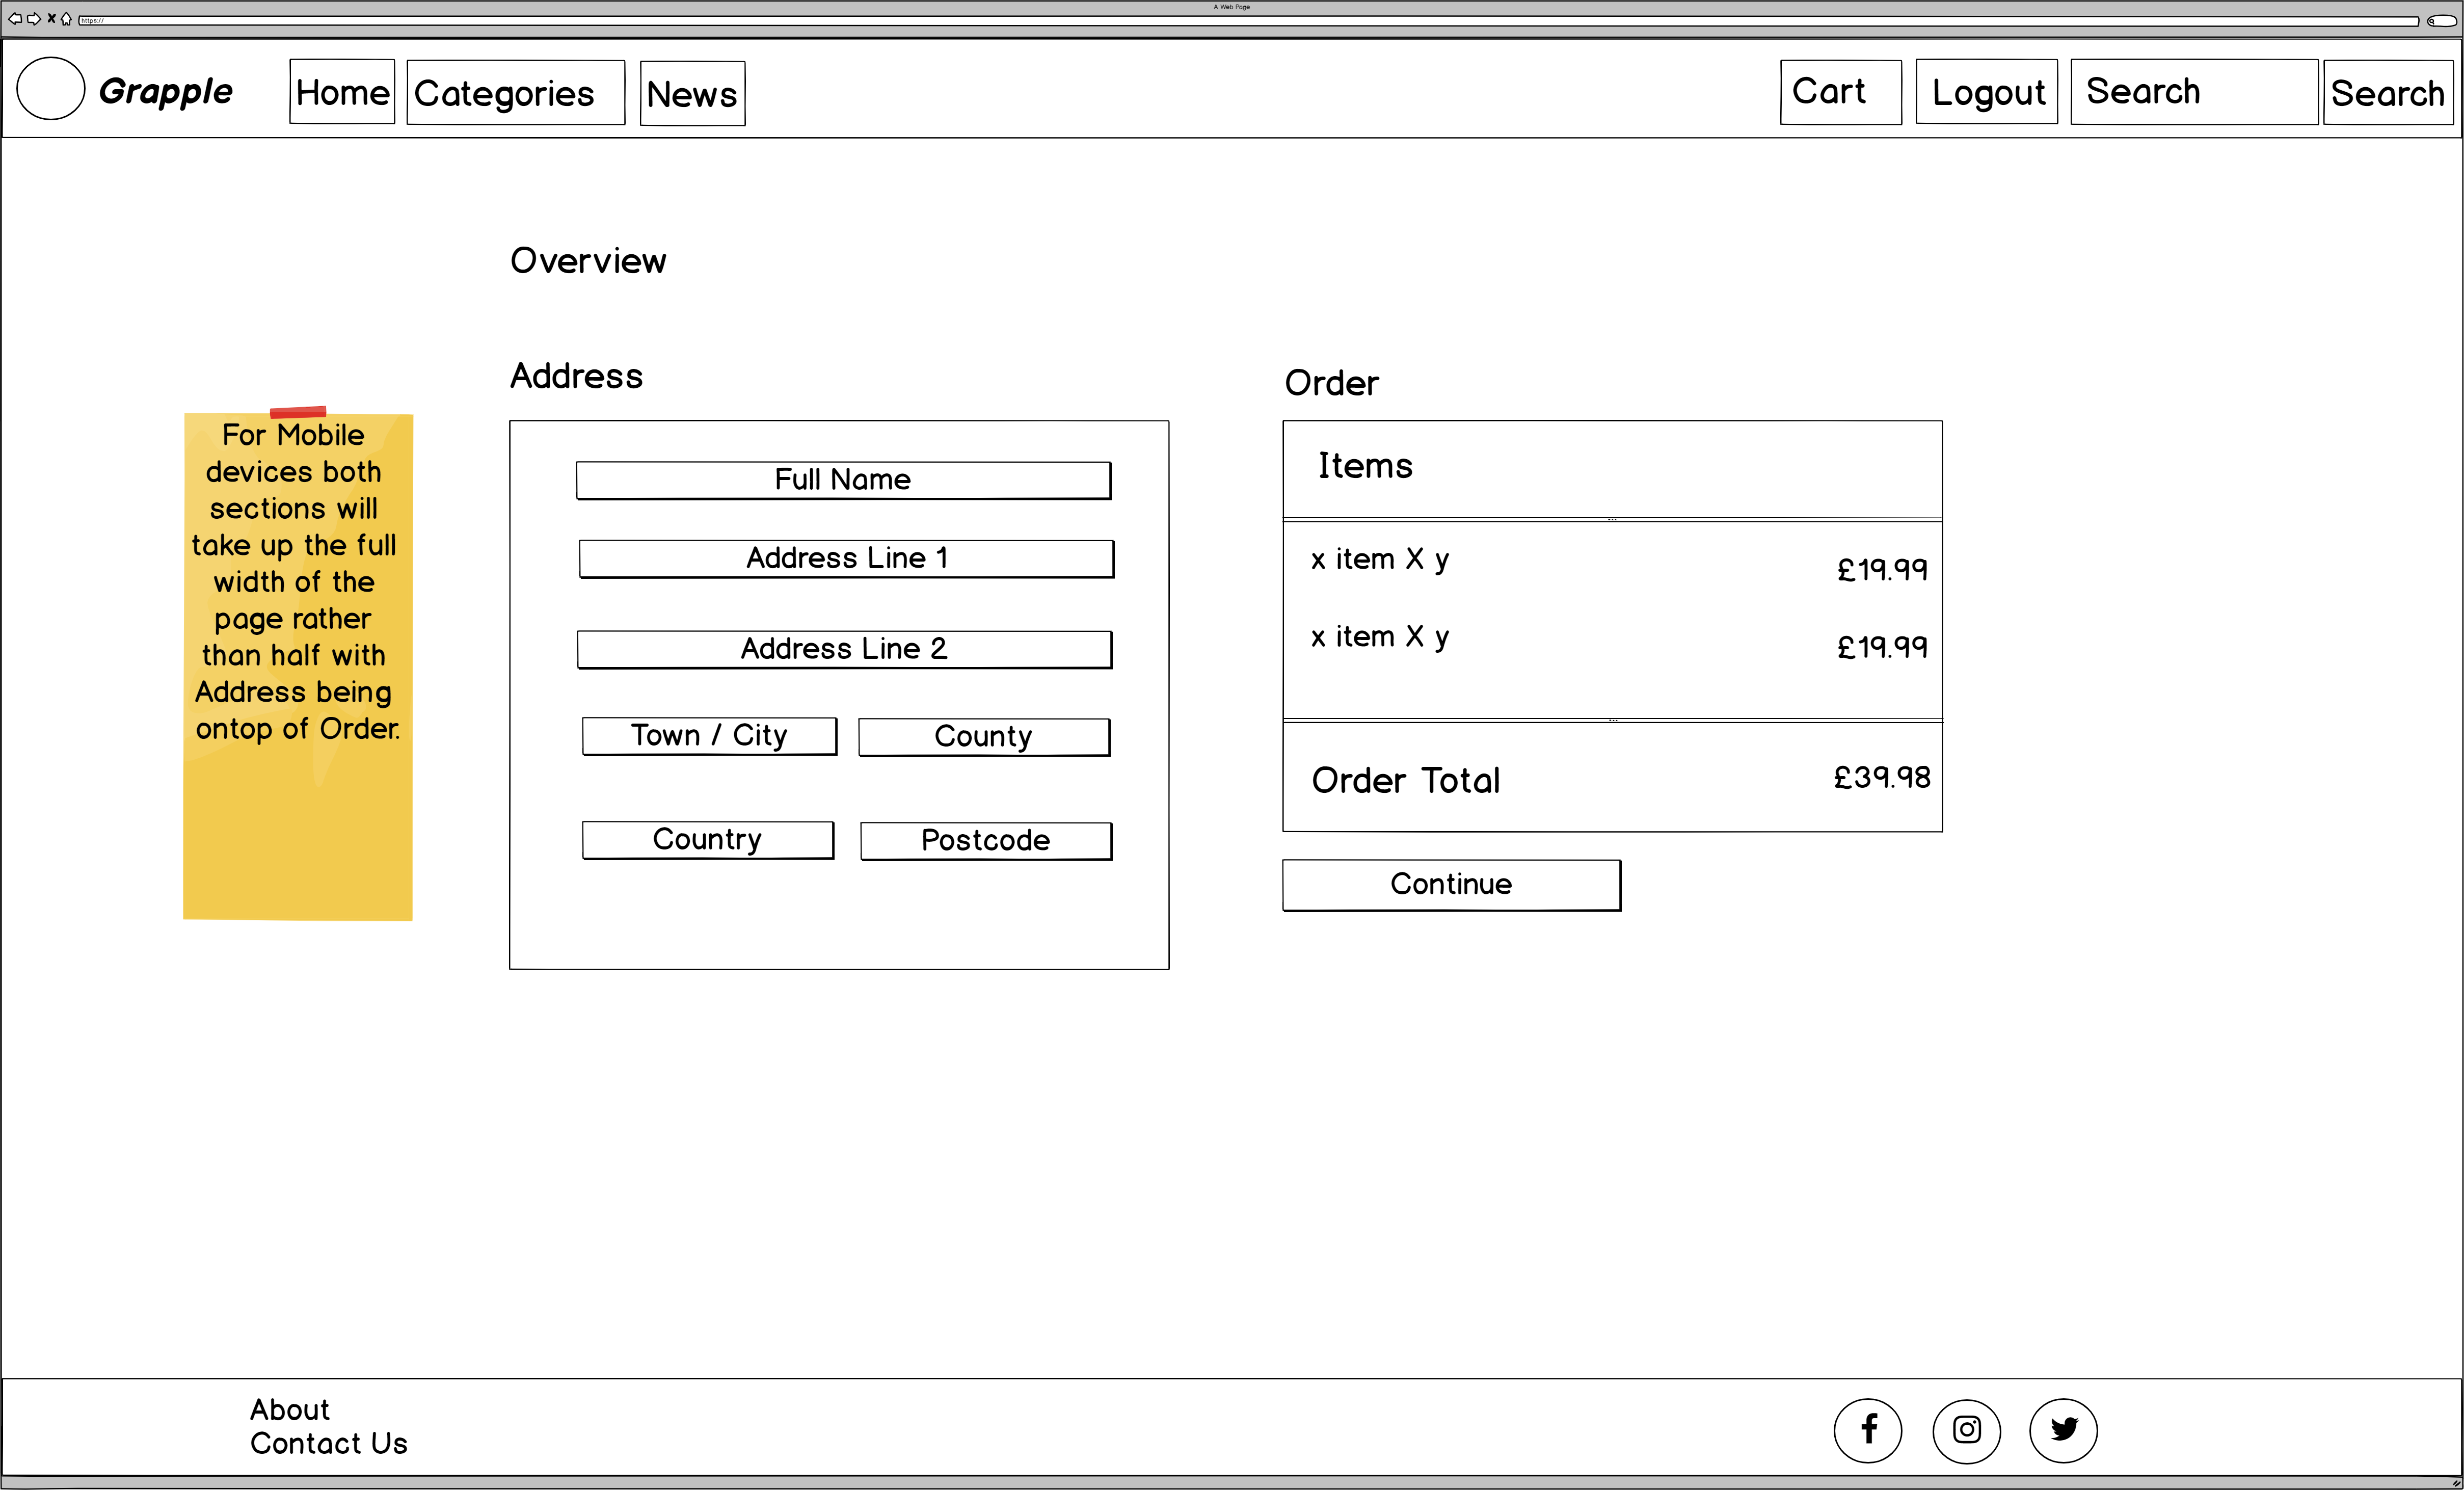 A Web Page
https://
Grapple
Home
Categories
News
Cart
Logout
Search
Search
Overview
Address
Order
For Mobile
devices both
sections will
take up the full
width of the
page rather
than half with
Address being
ontop of Order.
Full Name
Address Line 1
Address Line 2
Town / City
County
Country
Postcode
Items
x item X y
£19.99
x item X y
£19.99
Order Total
£39.98
Continue
About
Contact Us